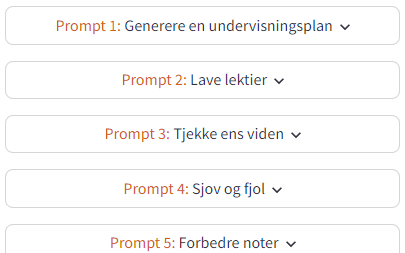 Prompt 1: Generere en undervisningsplan
Prompt 2: Lave lektier
Prompt 3: Tjekke ens viden
Prompt 4: Sjov og fjol
Prompt 5: Forbedre noter